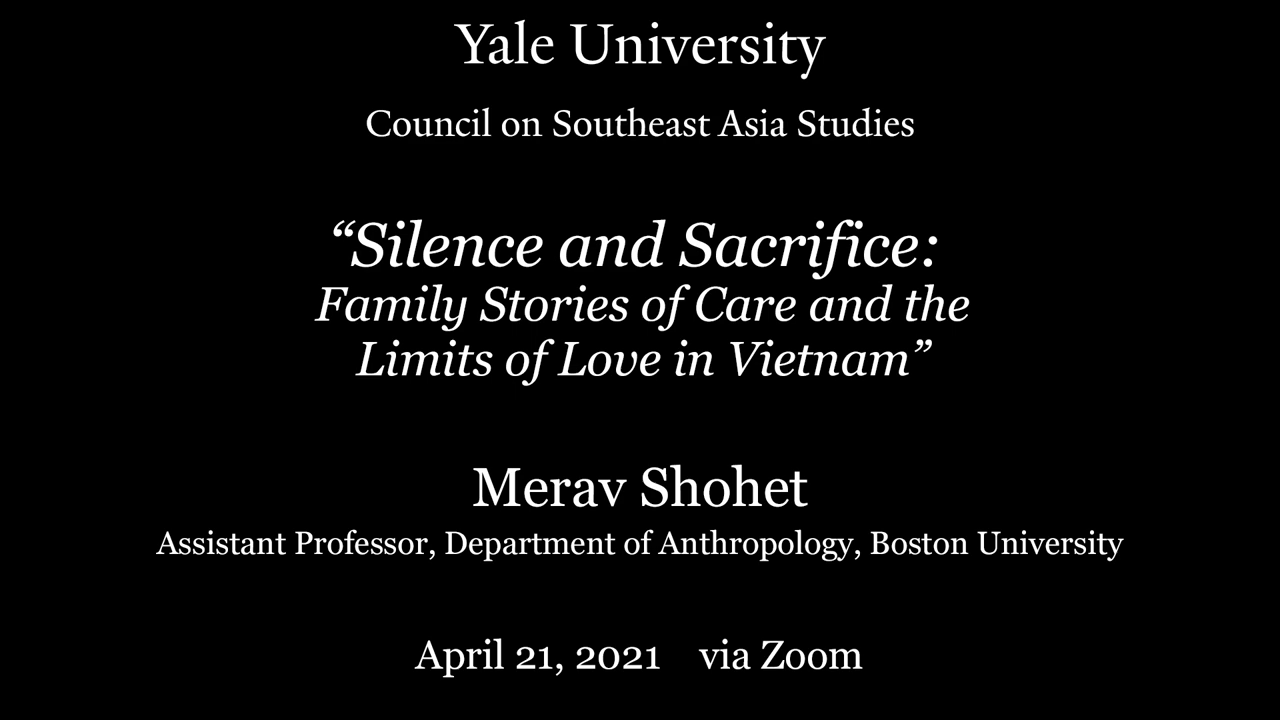 Yale University
Council on Southeast Asia Studies
“Silence and Sacrifice:
Family Stories of Care and the
Limits of Love in Vietnam”
Merav Shohet
Assistant Professor, Department of Anthropology, Boston University
April 21, 2021 via Zoom